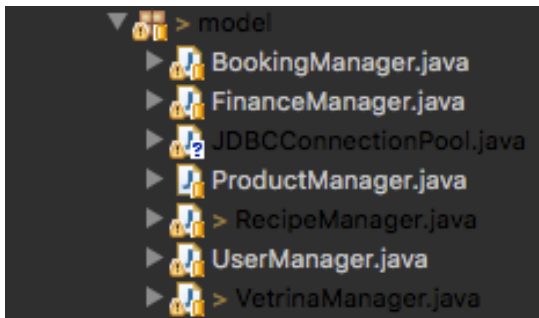 > model
BookingManager.java
FinanceManager.java
JDBCConnectionPool.java
ProductManager.java
> RecipeManager.java
UserManager.java
> VetrinaManager.java